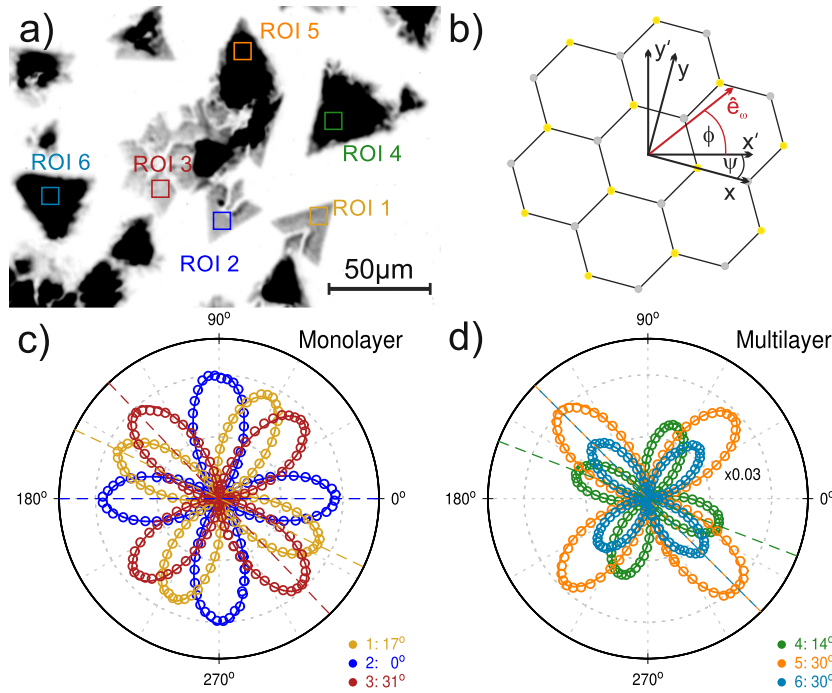 a)
ROI 5
ROI 4
ROI 6
ROI 3
ROI 1
ROI 2
50µm
b)
y'
y
ê_ω
ϕ
x'
ψ
x
c)
90°
Monolayer
180°
0°
270°
1: 17°
2: 0°
3: 31°
d)
90°
Multilayer
x0.03
180°
0°
270°
4: 14°
5: 30°
6: 30°